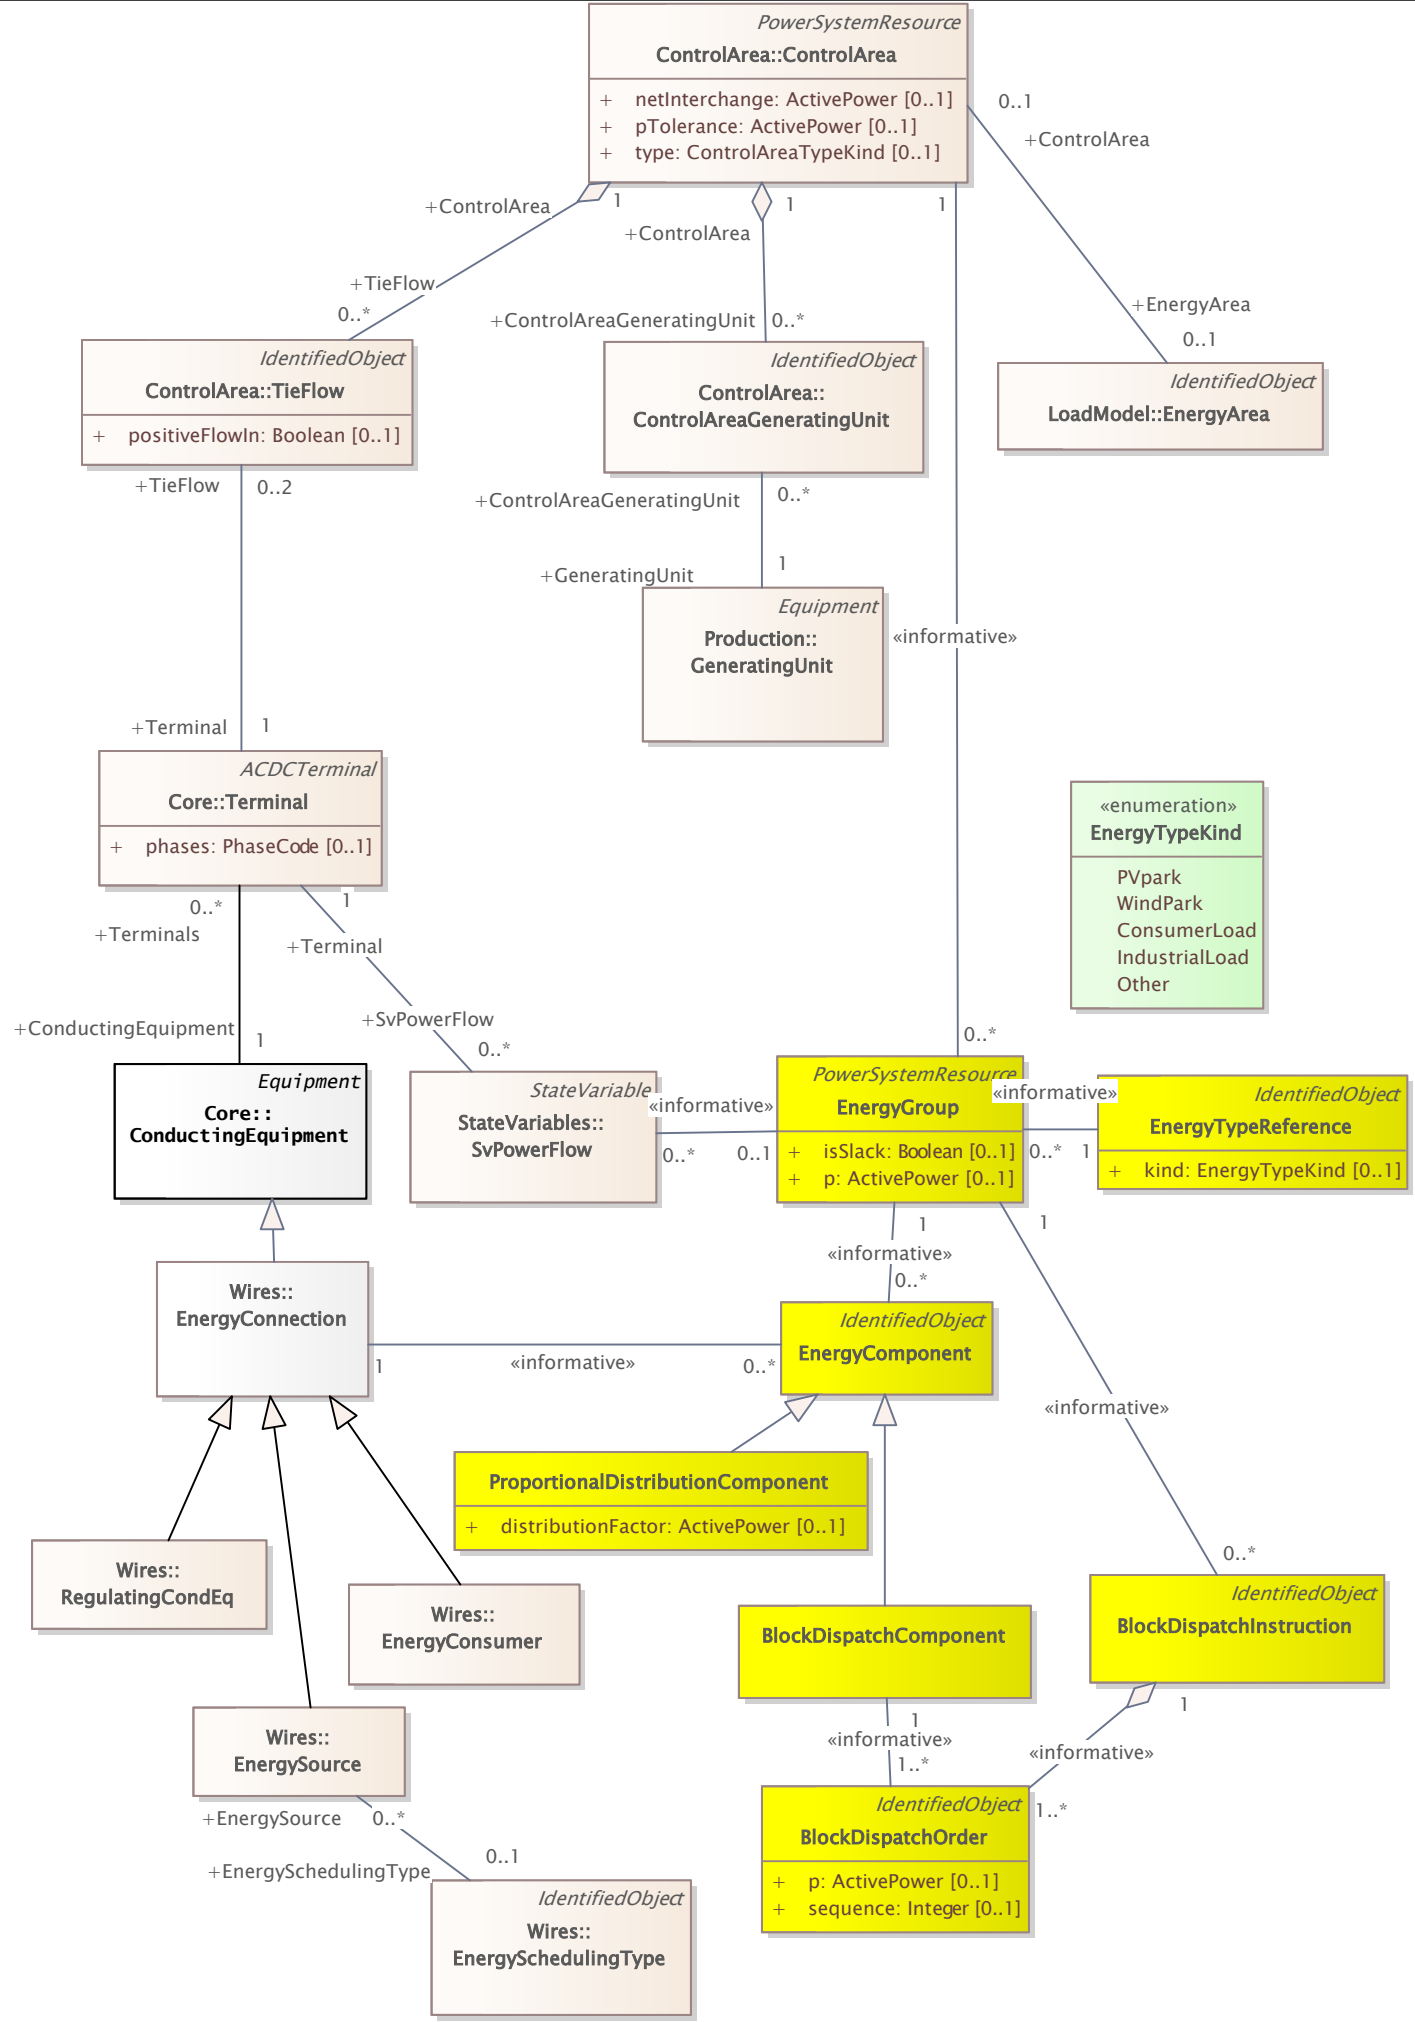 PowerSystemResource
ControlArea::ControlArea
+ netInterchange: ActivePower [0..1]
+ pTolerance: ActivePower [0..1]
+ type: ControlAreaTypeKind [0..1]
0..1
+ControlArea
1
+ControlArea
1
+ControlArea
1
+TieFlow
0..*
+ControlAreaGeneratingUnit
0..*
+EnergyArea
0..1
IdentifiedObject
ControlArea::TieFlow
+ positiveFlowIn: Boolean [0..1]
IdentifiedObject
ControlArea::
ControlAreaGeneratingUnit
IdentifiedObject
LoadModel::EnergyArea
+TieFlow
0..2
+ControlAreaGeneratingUnit
0..*
+GeneratingUnit
1
Equipment
Production::
GeneratingUnit
«informative»
+Terminal
1
ACDCTerminal
Core::Terminal
+ phases: PhaseCode [0..1]
«enumeration»
EnergyTypeKind
PVpark
WindPark
ConsumerLoad
IndustrialLoad
Other
0..*
+Terminals
1
+Terminal
+ConductingEquipment
1
+SvPowerFlow
0..*
0..*
Equipment
Core::
ConductingEquipment
StateVariable
StateVariables::
SvPowerFlow
«informative»
0..*
0..1
PowerSystemResource
EnergyGroup
+ isSlack: Boolean [0..1]
+ p: ActivePower [0..1]
«informative»
0..*
1
IdentifiedObject
EnergyTypeReference
+ kind: EnergyTypeKind [0..1]
1
«informative»
0..*
1
Wires::
EnergyConnection
1
«informative»
0..*
IdentifiedObject
EnergyComponent
«informative»
ProportionalDistributionComponent
+ distributionFactor: ActivePower [0..1]
0..*
Wires::
RegulatingCondEq
Wires::
EnergyConsumer
BlockDispatchComponent
IdentifiedObject
BlockDispatchInstruction
Wires::
EnergySource
1
«informative»
1..*
1
«informative»
1..*
+EnergySource
0..*
+EnergySchedulingType
0..1
IdentifiedObject
BlockDispatchOrder
+ p: ActivePower [0..1]
+ sequence: Integer [0..1]
IdentifiedObject
Wires::
EnergySchedulingType